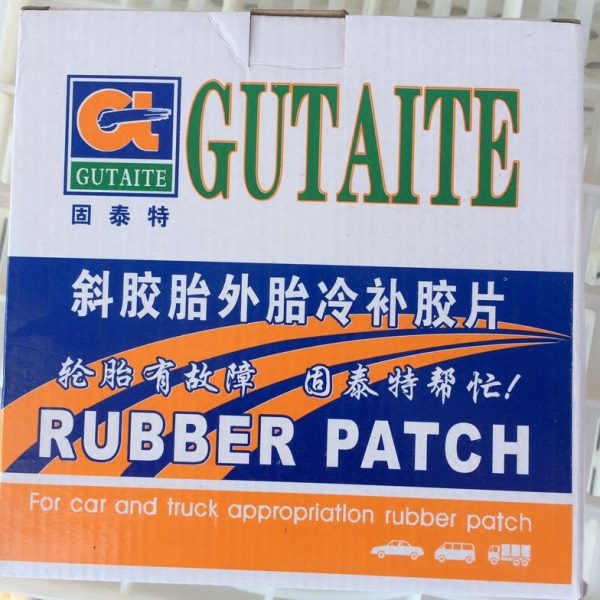 GUTAITE
GUTAITE
固泰特
斜胶胎外胎冷补胶片
轮胎有故障 固泰特帮忙!
RUBBER PATCH
For car and truck appropriation rubber patch